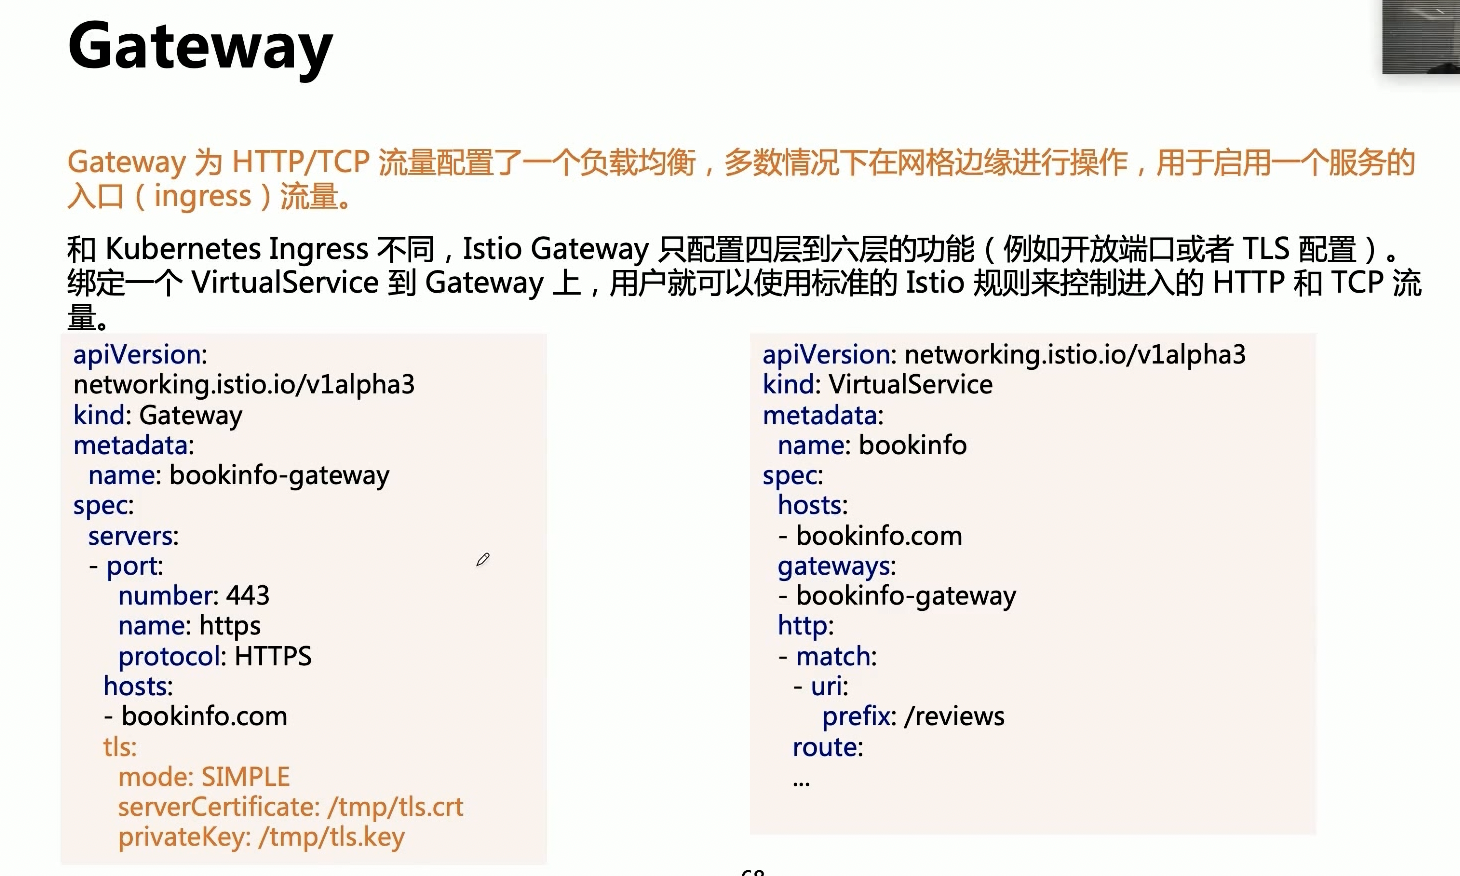 Gateway
Gateway 为 HTTP/TCP 流量配置了一个负载均衡，多数情况下在网格边缘进行操作，用于启用一个服务的
入口（ingress）流量。
和 Kubernetes Ingress 不同，Istio Gateway 只配置四层到六层的功能（例如开放端口或者 TLS 配置）。
绑定一个 VirtualService 到 Gateway 上，用户就可以使用标准的 Istio 规则来控制进入的 HTTP 和 TCP 流
量。
apiVersion:
networking.istio.io/v1alpha3
kind: Gateway
metadata:
  name: bookinfo-gateway
spec:
  servers:
  - port:
      number: 443
      name: https
      protocol: HTTPS
    hosts:
    - bookinfo.com
    tls:
      mode: SIMPLE
      serverCertificate: /tmp/tls.crt
      privateKey: /tmp/tls.key
apiVersion: networking.istio.io/v1alpha3
kind: VirtualService
metadata:
  name: bookinfo
spec:
  hosts:
  - bookinfo.com
  gateways:
  - bookinfo-gateway
  http:
  - match:
    - uri:
        prefix: /reviews
    route:
    ...